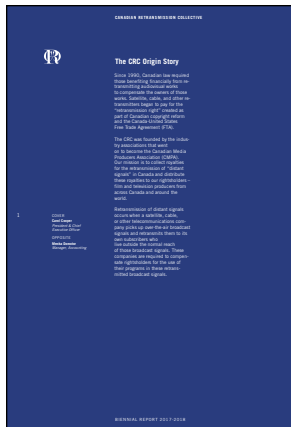 CANADIAN RETRANSMISSION COLLECTIVE
The CRC Origin Story
Since 1990, Canadian law required
those benefiting financially from re-
transmitting audiovisual works
to compensate the owners of those
works. Satellite, cable, and other re-
transmitters began to pay for the
"retransmission right" created as
part of Canadian copyright reform
and the Canada-United States
Free Trade Agreement (FTA).
The CRC was founded by the indus-
try associations that went
on to become the Canadian Media
Producers Association (CMPA).
Our mission is to collect royalties
for the retransmission of "distant
signals" in Canada and distribute
these royalties to our rightsholders –
film and television producers from
across Canada and around the
world.
Retransmission of distant signals
occurs when a satellite, cable,
or other telecommunications com-
pany picks up over-the-air broadcast
signals and retransmits them to its
own subscribers who
live outside the normal reach
of those broadcast signals. These
companies are required to compen-
sate rightsholders for the use of
their programs in these retrans-
mitted broadcast signals.
1
COVER
Carol Cooper
President & Chief
Executive Officer
OPPOSITE
Manager, Accounting
BIENNIAL REPORT 2017-2018